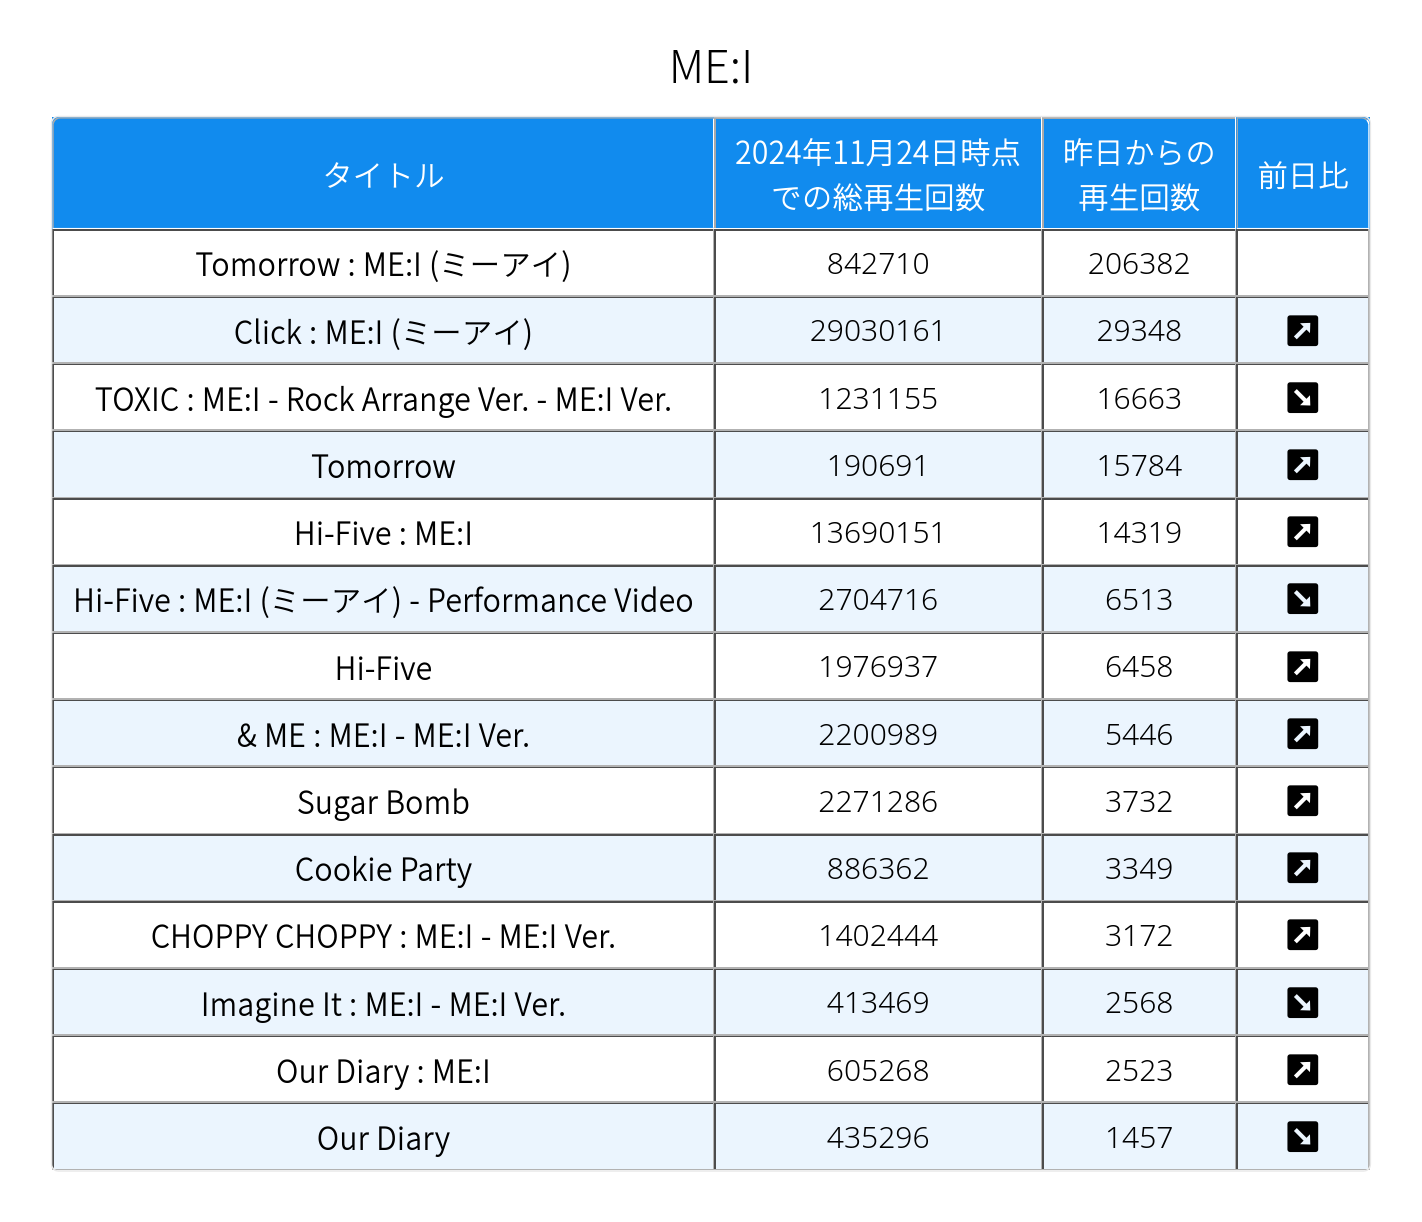 ME:I
タイトル 2024年11月24日時点 昨日からの 前日比
での総再生回数 再生回数
Tomorrow : ME:I (ミーアイ) 842710 206382
Click : ME:I (ミーアイ) 29030161 29348 ↗
TOXIC : ME:I - Rock Arrange Ver. - ME:I Ver. 1231155 16663 ↘
Tomorrow 190691 15784 ↗
Hi-Five : ME:I 13690151 14319 ↗
Hi-Five : ME:I (ミーアイ) - Performance Video 2704716 6513 ↘
Hi-Five 1976937 6458 ↗
& ME : ME:I - ME:I Ver. 2200989 5446 ↗
Sugar Bomb 2271286 3732 ↗
Cookie Party 886362 3349 ↗
CHOPPY CHOPPY : ME:I - ME:I Ver. 1402444 3172 ↗
Imagine It : ME:I - ME:I Ver. 413469 2568 ↘
Our Diary : ME:I 605268 2523 ↗
Our Diary 435296 1457 ↘